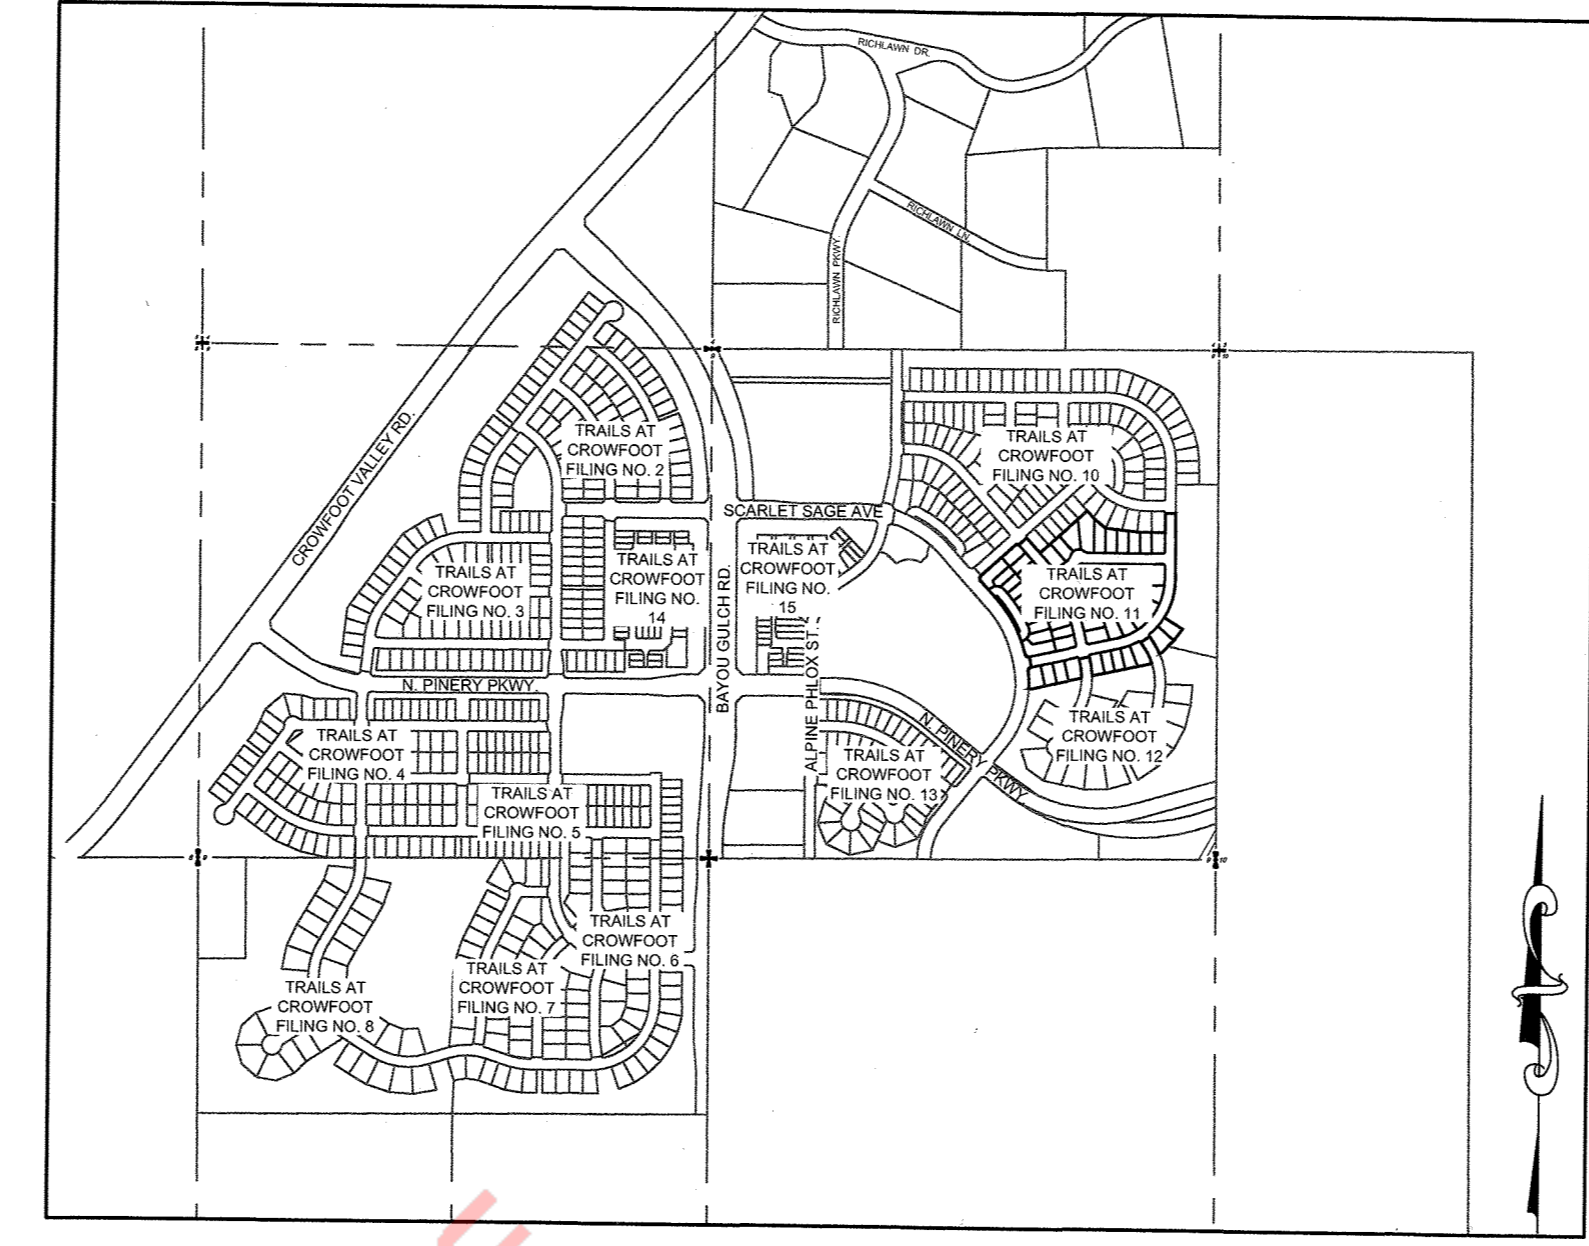 RICHLAWN DR.
RICHLAWN LN.
RICHLAWN PKWY.
CROWFOOT VALLEY RD.
TRAILS AT
CROWFOOT
FILING NO. 2
TRAILS AT
CROWFOOT
FILING NO. 10
SCARLET SAGE AVE
TRAILS AT
CROWFOOT
FILING NO. 3
TRAILS AT
CROWFOOT
FILING NO.
14
BAYOU GULCH RD.
TRAILS AT
CROWFOOT
FILING NO.
15
TRAILS AT
CROWFOOT
FILING NO. 11
N. PINERY PKWY.
ALPINE PHLOX ST.
N. PINERY PKWY.
TRAILS AT
CROWFOOT
FILING NO. 12
TRAILS AT
CROWFOOT
FILING NO. 4
TRAILS AT
CROWFOOT
FILING NO. 13
TRAILS AT
CROWFOOT
FILING NO. 5
TRAILS AT
CROWFOOT
FILING NO. 6
TRAILS AT
CROWFOOT
FILING NO. 7
TRAILS AT
CROWFOOT
FILING NO. 8